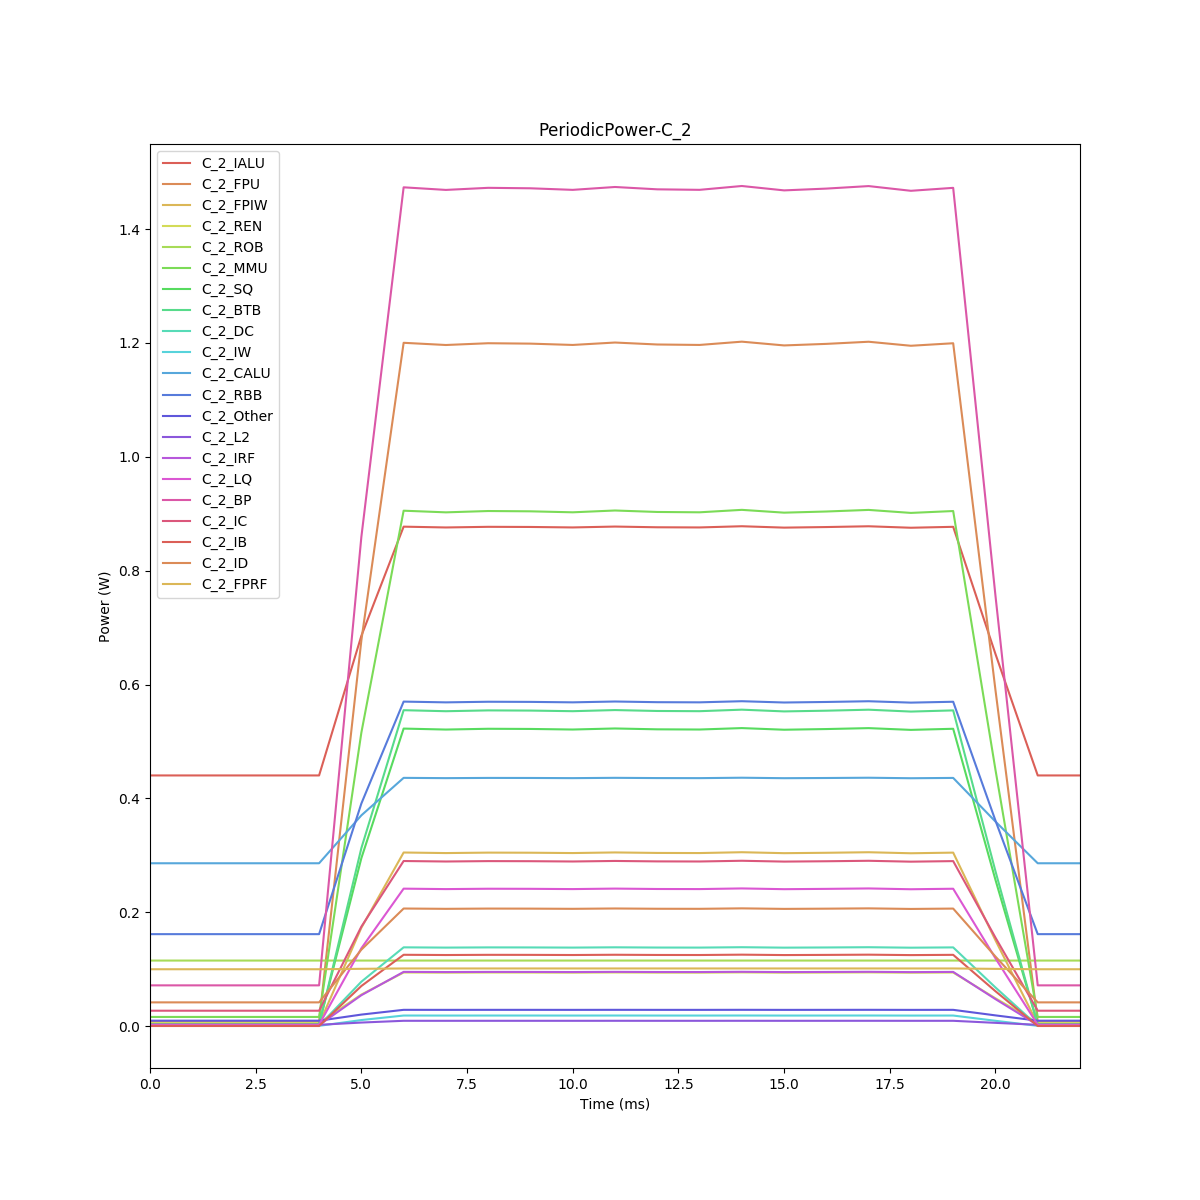 PeriodicPower-C_2
C_2_IALU
C_2_FPU
C_2_FPIW
C_2_REN
C_2_ROB
C_2_MMU
C_2_SQ
C_2_BTB
C_2_DC
C_2_IW
C_2_CALU
C_2_RBB
C_2_Other
C_2_L2
C_2_IRF
C_2_LQ
C_2_BP
C_2_IC
C_2_IB
C_2_ID
C_2_FPRF
1.4
1.2
1.0
0.8
0.6
0.4
0.2
0.0
Power (W)
0.0 2.5 5.0 7.5 10.0 12.5 15.0 17.5 20.0
Time (ms)